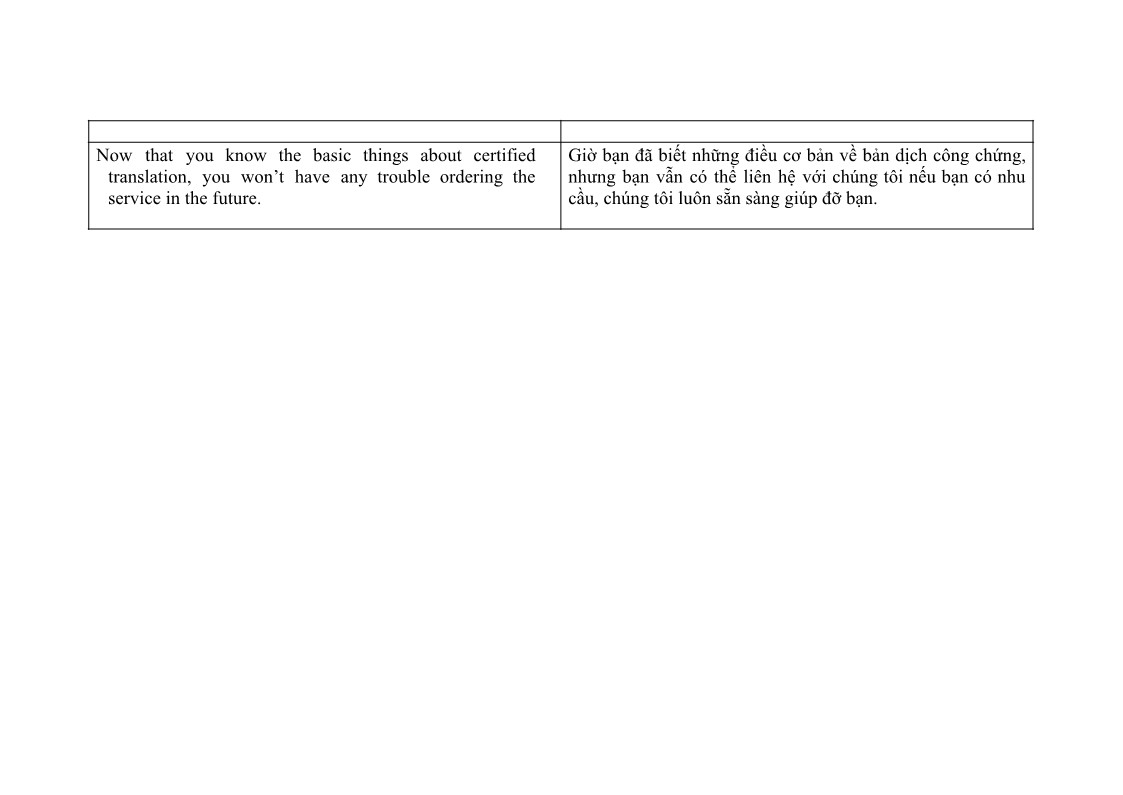 Now that you know the basic things about certified
translation, you won’t have any trouble ordering the
service in the future.
Giờ bạn đã biết những điều cơ bản về bản dịch công chứng,
nhưng bạn vẫn có thể liên hệ với chúng tôi nếu bạn có nhu
cầu, chúng tôi luôn sẵn sàng giúp đỡ bạn.